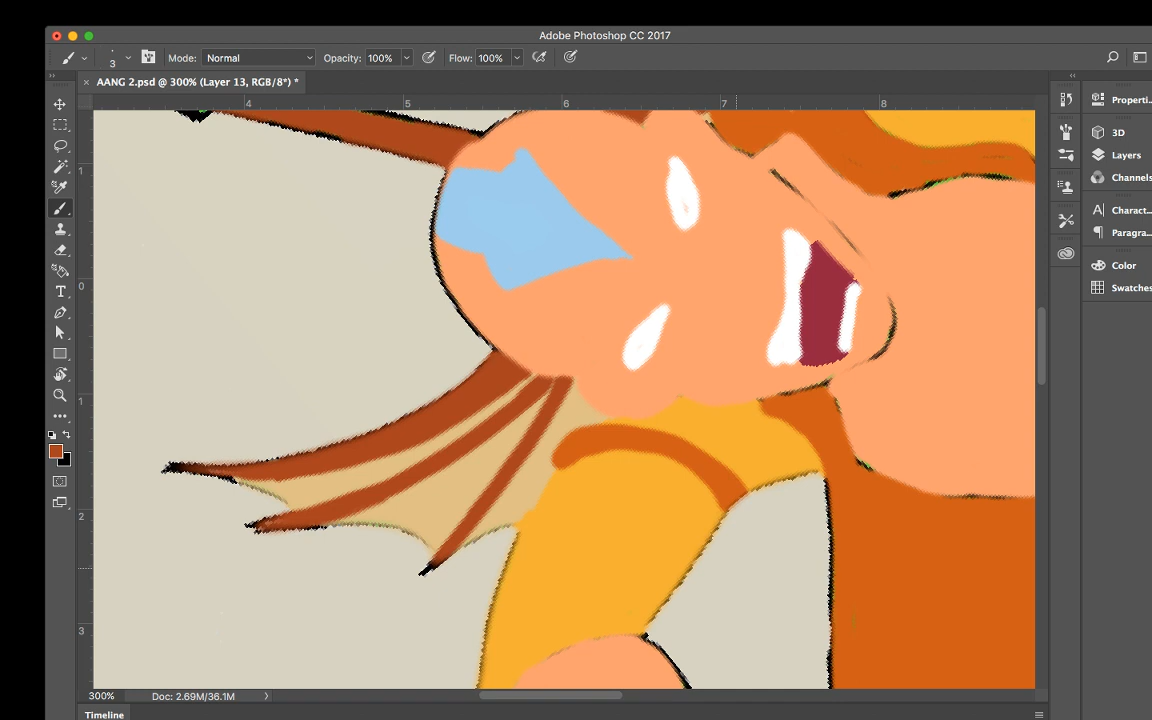 Adobe Photoshop CC 2017
3 Mode: Normal Opacity: 100% Flow: 100%
× AANG 2.psd @ 300% (Layer 13, RGB/8*) *
4 5 6 7 8
1
0
1
2
3
Properti...
3D
Layers
Channels
Charact...
Paragra...
Color
Swatches
300% Doc: 2.69M/36.1M
Timeline